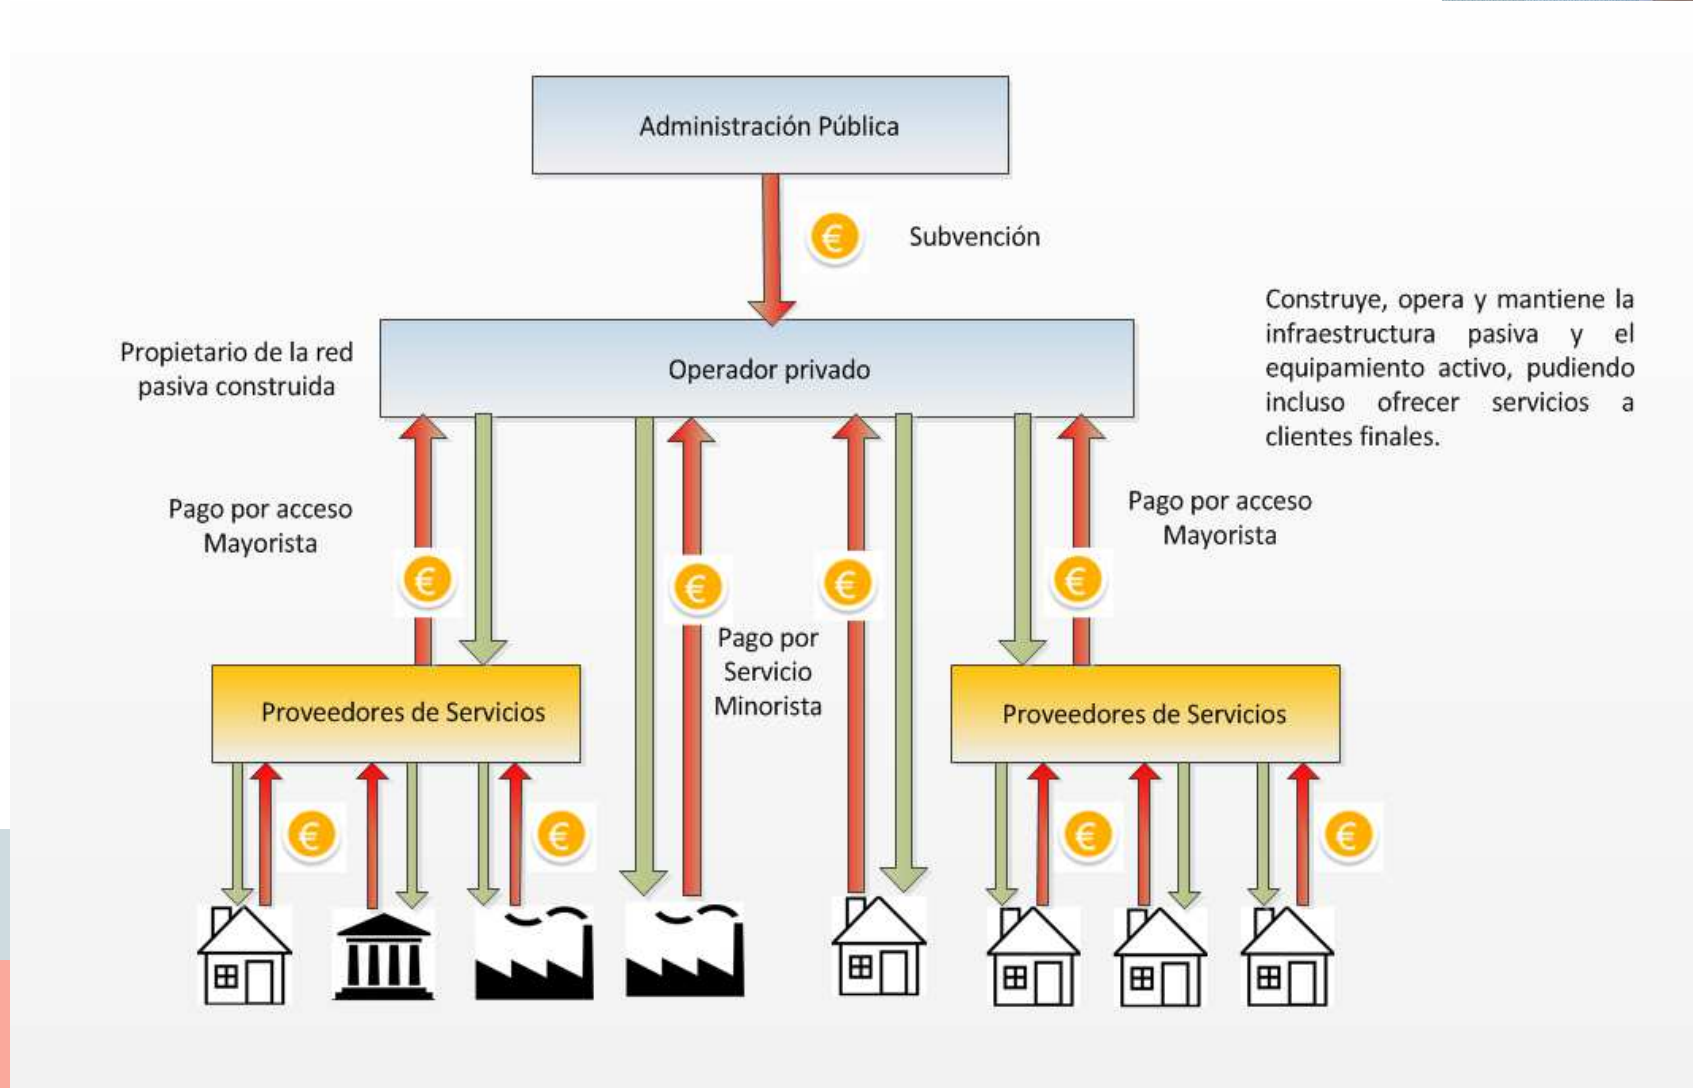 Administración Pública
€
Subvención
Construye, opera y mantiene la
infraestructura pasiva y el
equipamiento activo, pudiendo
incluso ofrecer servicios a
clientes finales.
Propietario de la red
pasiva construida
Operador privado
Pago por acceso
Mayorista
Pago por acceso
Mayorista
€
€
€
€
Pago por
Servicio
Minorista
Proveedores de Servicios
Proveedores de Servicios
€
€
€
€